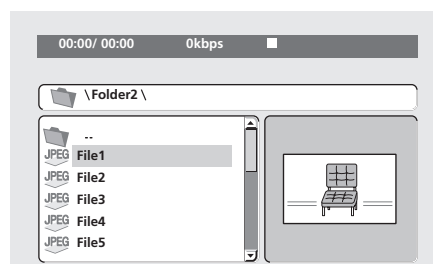 00:00/ 00:00 0kbps
\ Folder2 \
--
JPEG File1
JPEG File2
JPEG File3
JPEG File4
JPEG File5